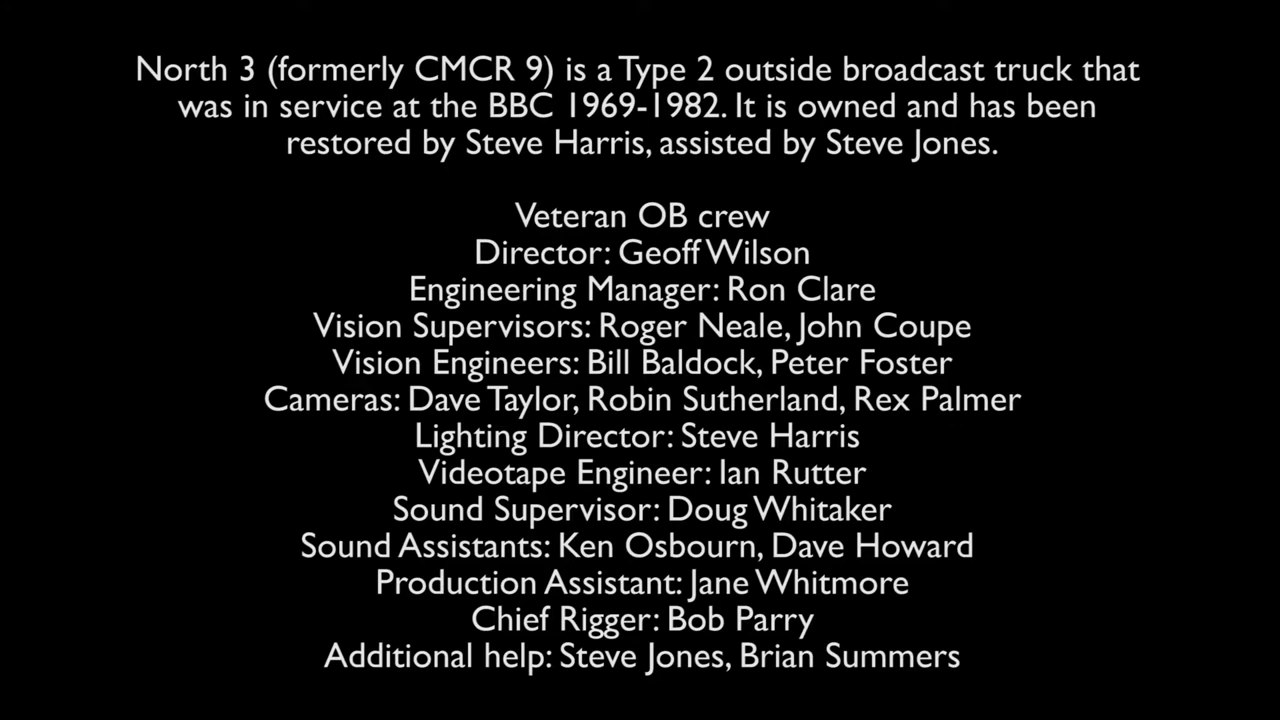 North 3 (formerly CMCR 9) is a Type 2 outside broadcast truck that
was in service at the BBC 1969-1982. It is owned and has been
restored by Steve Harris, assisted by Steve Jones.
Veteran OB crew
Director: Geoff Wilson
Engineering Manager: Ron Clare
Vision Supervisors: Roger Neale, John Coupe
Vision Engineers: Bill Baldock, Peter Foster
Cameras: Dave Taylor, Robin Sutherland, Rex Palmer
Lighting Director: Steve Harris
Videotape Engineer: Ian Rutter
Sound Supervisor: Doug Whitaker
Sound Assistants: Ken Osbourn, Dave Howard
Production Assistant: Jane Whitmore
Chief Rigger: Bob Parry
Additional help: Steve Jones, Brian Summers